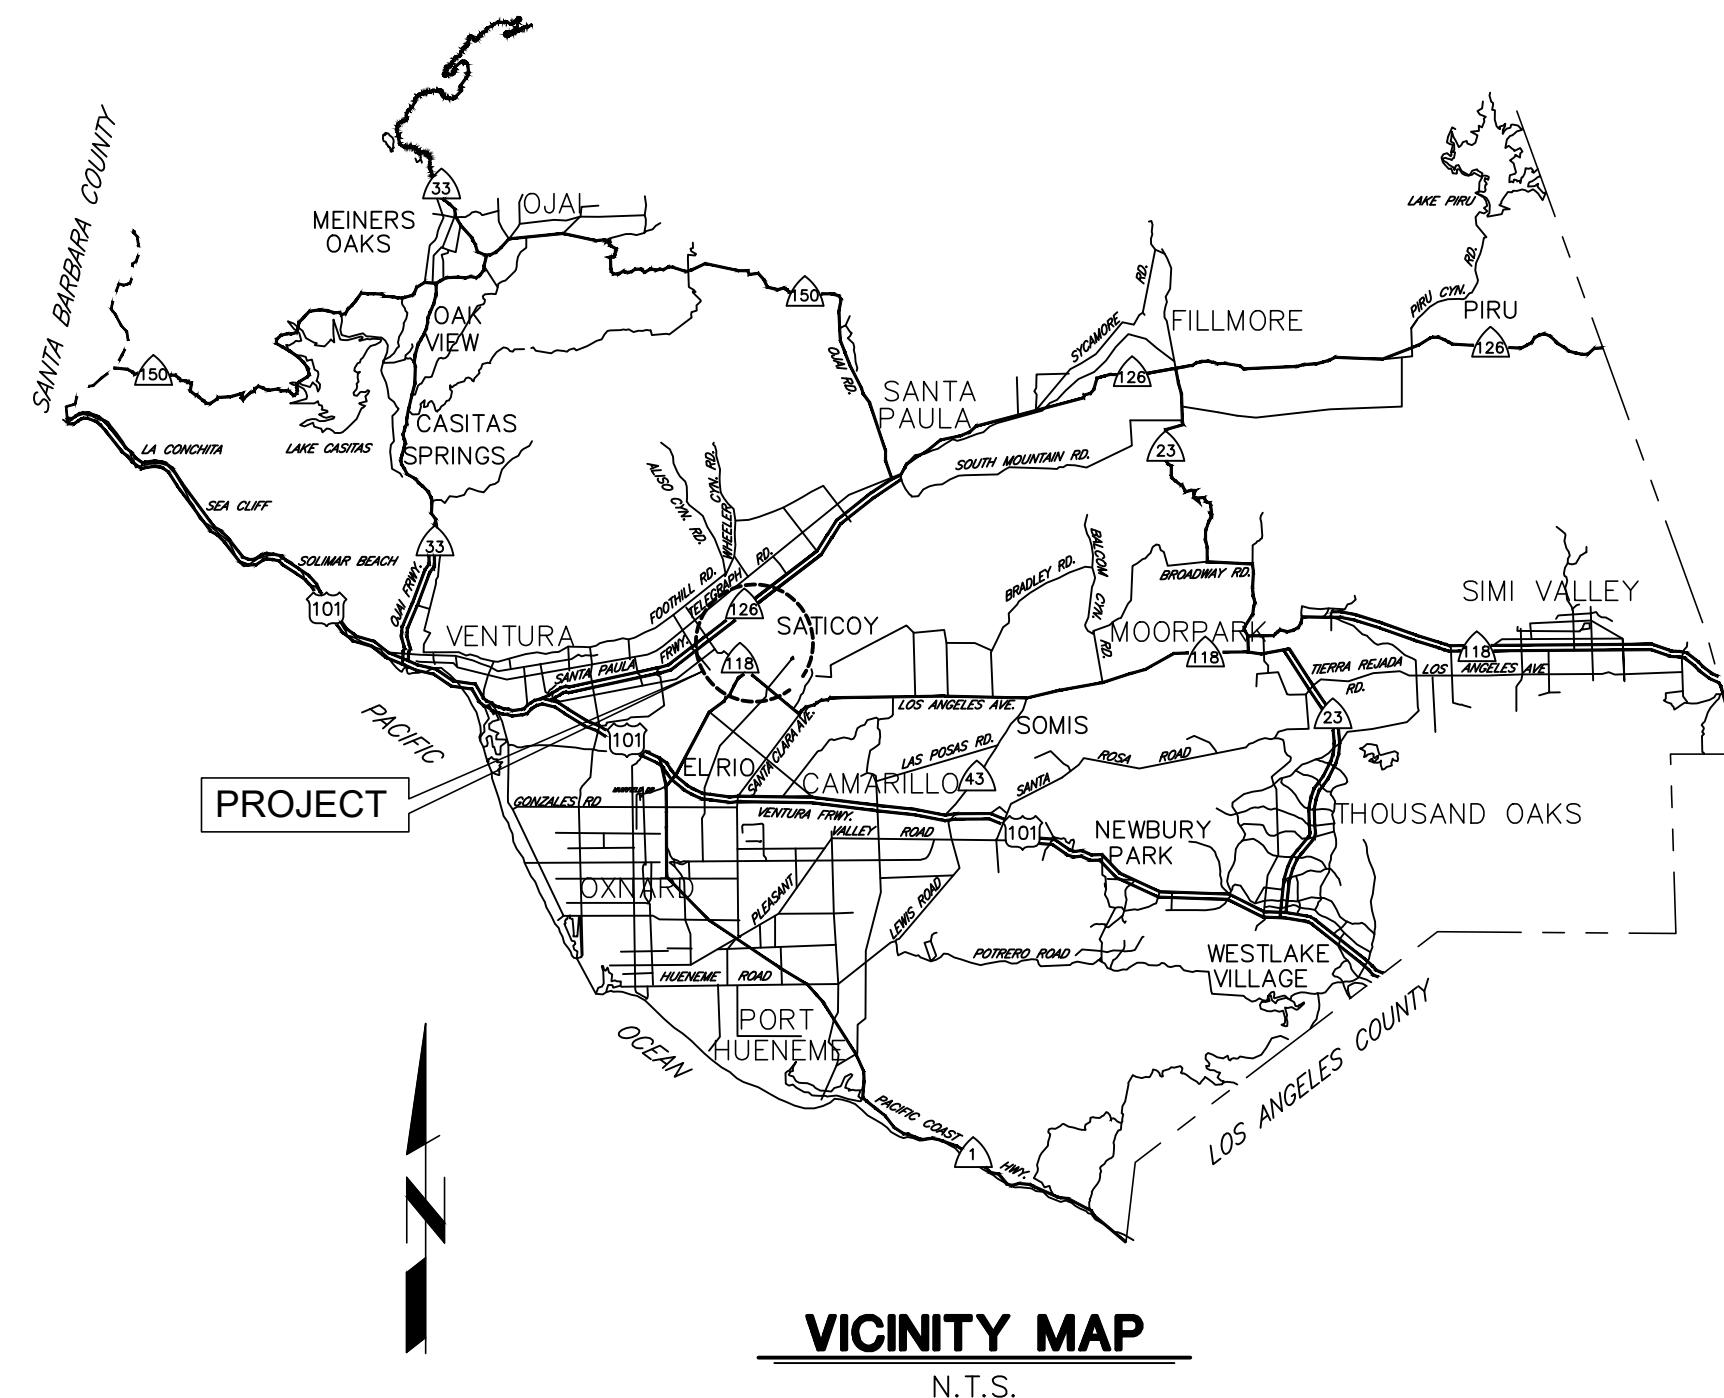 SANTA BARBARA COUNTY
33
MEINERS
OAKS
OJAI
LAKE PIRU
150
OAK
VIEW
SYCAMORE
RD.
FILLMORE
PIRU CYN.
RD.
PIRU
126
150
OJAI RD.
126
SANTA
PAULA
CASITAS
SPRINGS
LA CONCHITA
LAKE CASITAS
23
SOUTH MOUNTAIN RD.
SEA CLIFF
ALISO CYN. RD.
WHEELER CYN. RD.
33
SOLIMAR BEACH
OJAI FRWY.
101
FOOTHILL RD.
TELEGRAPH
RD.
126
BRADLEY RD.
BALCOM
CYN.
RD.
BROADWAY RD.
SIMI VALLEY
VENTURA
SATICOY
MOORPARK
118
SANTA PAULA
FRWY.
118
118
TIERRA REJADA
RD.
LOS ANGELES AVE
PACIFIC
101
LOS ANGELES AVE.
SOMIS
23
EL RIO
SANTA CLARA AVE.
LAS POSAS RD.
SANTA
ROSA
ROAD
CAMARILLO
43
PROJECT
GONZALES RD
VENTURA FRWY.
VALLEY
ROAD
101
NEWBURY
PARK
THOUSAND OAKS
OXNARD
PLEASANT
LEWIS ROAD
HUENEME
ROAD
POTRERO ROAD
WESTLAKE
VILLAGE
LOS ANGELES COUNTY
OCEAN
PORT
HUENEME
PACIFIC COAST
1
HWY.
N
VICINITY MAP
N.T.S.